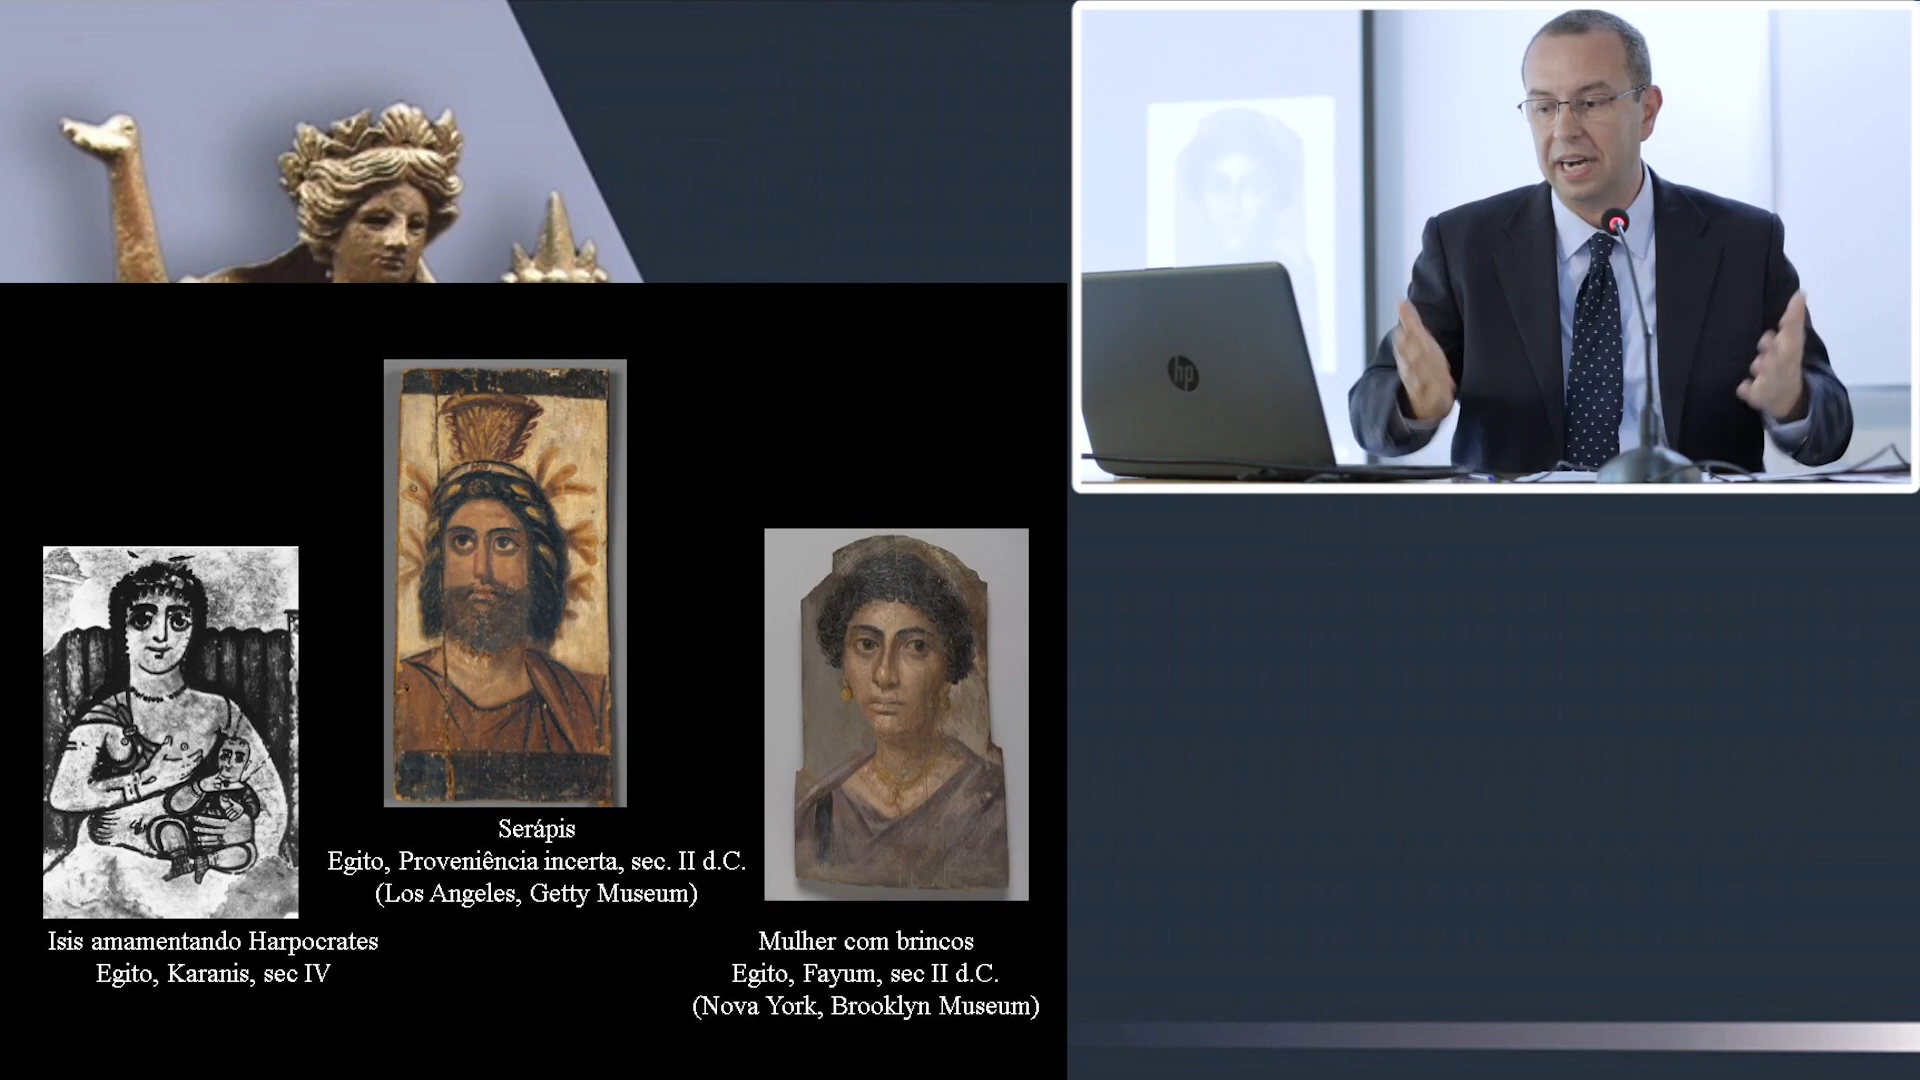 hp
Serápis
Egito, Proveniência incerta, sec. II d.C.
(Los Angeles, Getty Museum)
Isis amamentando Harpocrates
Egito, Karanis, sec IV
Mulher com brincos
Egito, Fayum, sec II d.C.
(Nova York, Brooklyn Museum)